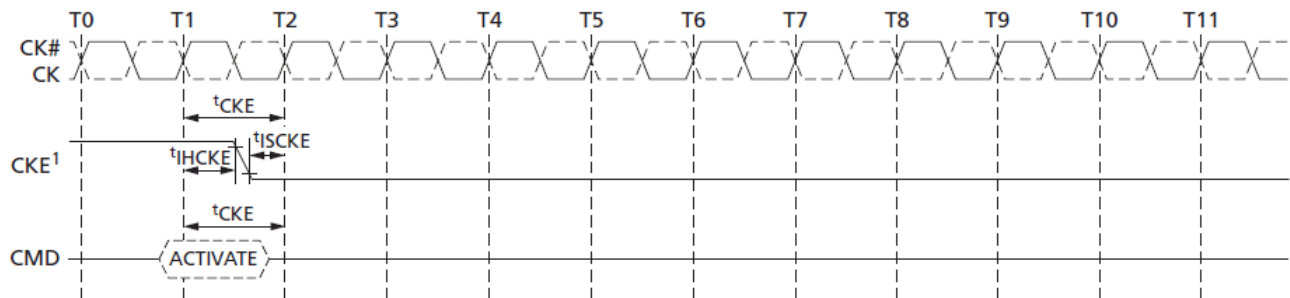 T0 T1 T2 T3 T4 T5 T6 T7 T8 T9 T10 T11
CK#
CK
tCKE
tISCKE
CKE1
tIHCKE
tCKE
CMD
ACTIVATE